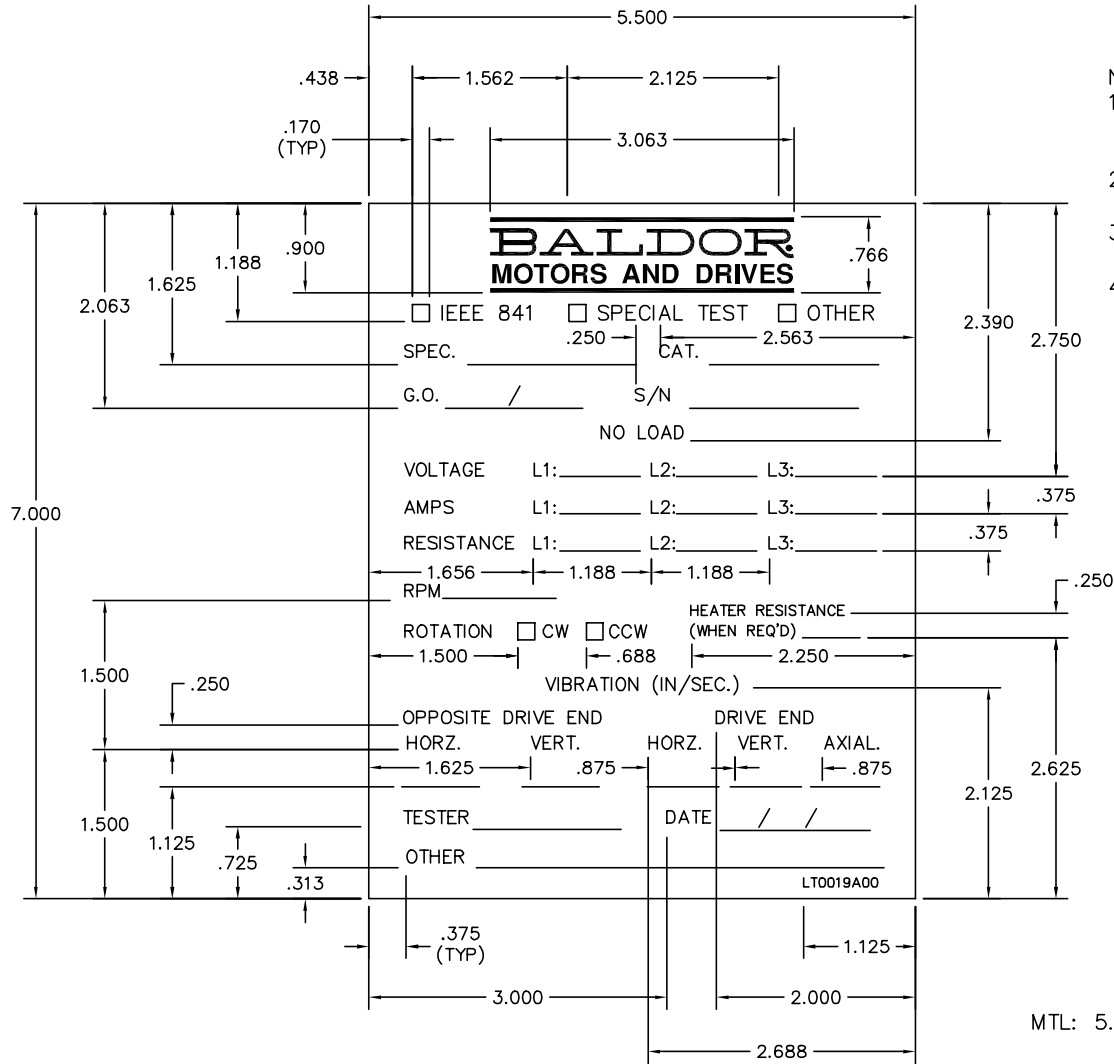 5.500
.438 1.562 2.125
.170
(TYP)
3.063
N
1
2
3
4
.900
1.188
1.625
2.063
7.000
BALDOR
MOTORS AND DRIVES
.766
2.390
2.750
IEEE 841 SPECIAL TEST OTHER
.250 2.563
SPEC. CAT.
G.O. / S/N
NO LOAD
VOLTAGE L1: L2: L3:
AMPS L1: L2: L3:
RESISTANCE L1: L2: L3:
.375
.375
1.656 1.188 1.188
RPM
HEATER RESISTANCE
(WHEN REQ'D)
.250
ROTATION CW CCW
1.500 .688 2.250
VIBRATION (IN/SEC.)
1.500
.250
OPPOSITE DRIVE END DRIVE END
HORZ. VERT. HORZ. VERT. AXIAL.
1.625 .875 .875
2.625
2.125
1.500
1.125
.725
.313
TESTER DATE / /
OTHER
LT0019A00
.375
(TYP)
1.125
3.000 2.000
2.688
MTL: 5.